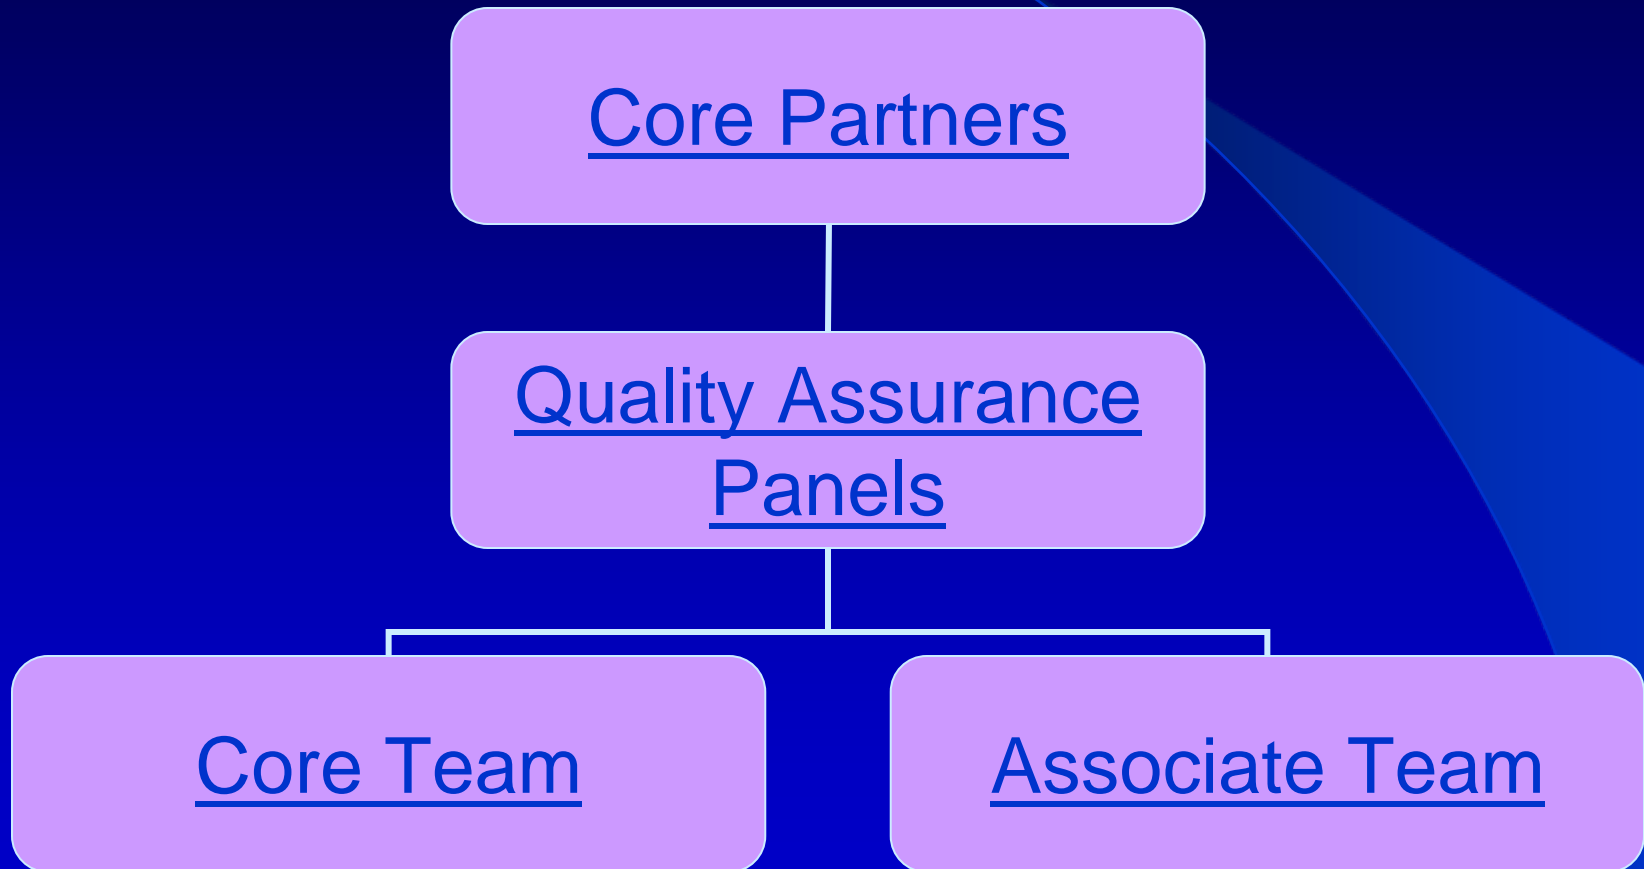 Core Partners
Quality Assurance
Panels
Core Team
Associate Team